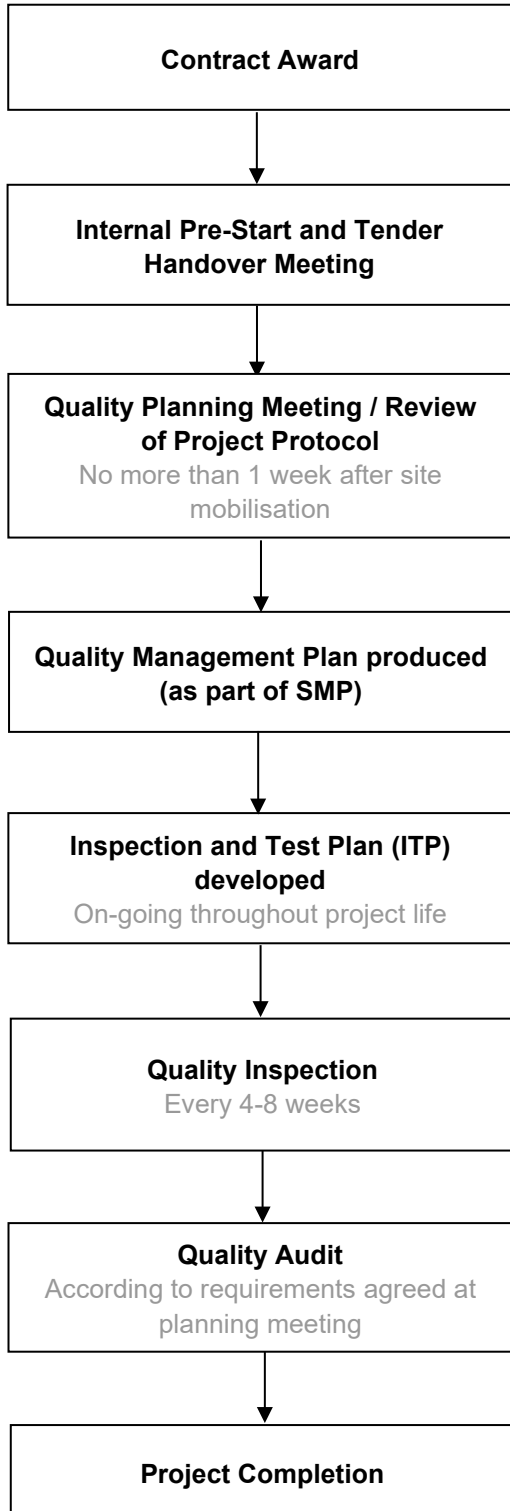 Contract Award
Internal Pre-Start and Tender
Handover Meeting
Quality Planning Meeting / Review
of Project Protocol
No more than 1 week after site
mobilisation
Quality Management Plan produced
(as part of SMP)
Inspection and Test Plan (ITP)
developed
On-going throughout project life
Quality Inspection
Every 4-8 weeks
Quality Audit
According to requirements agreed at
planning meeting
Project Completion